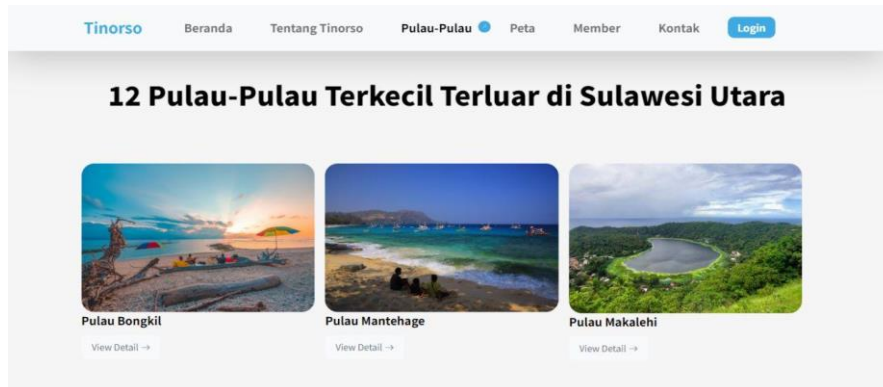 Tinorso Beranda Tentang Tinorso Pulau-Pulau Peta Member Kontak Login
12 Pulau-Pulau Terkecil Terluar di Sulawesi Utara
Pulau Bongkil Pulau Mantehage Pulau Makalehi
View Detail → View Detail → View Detail →